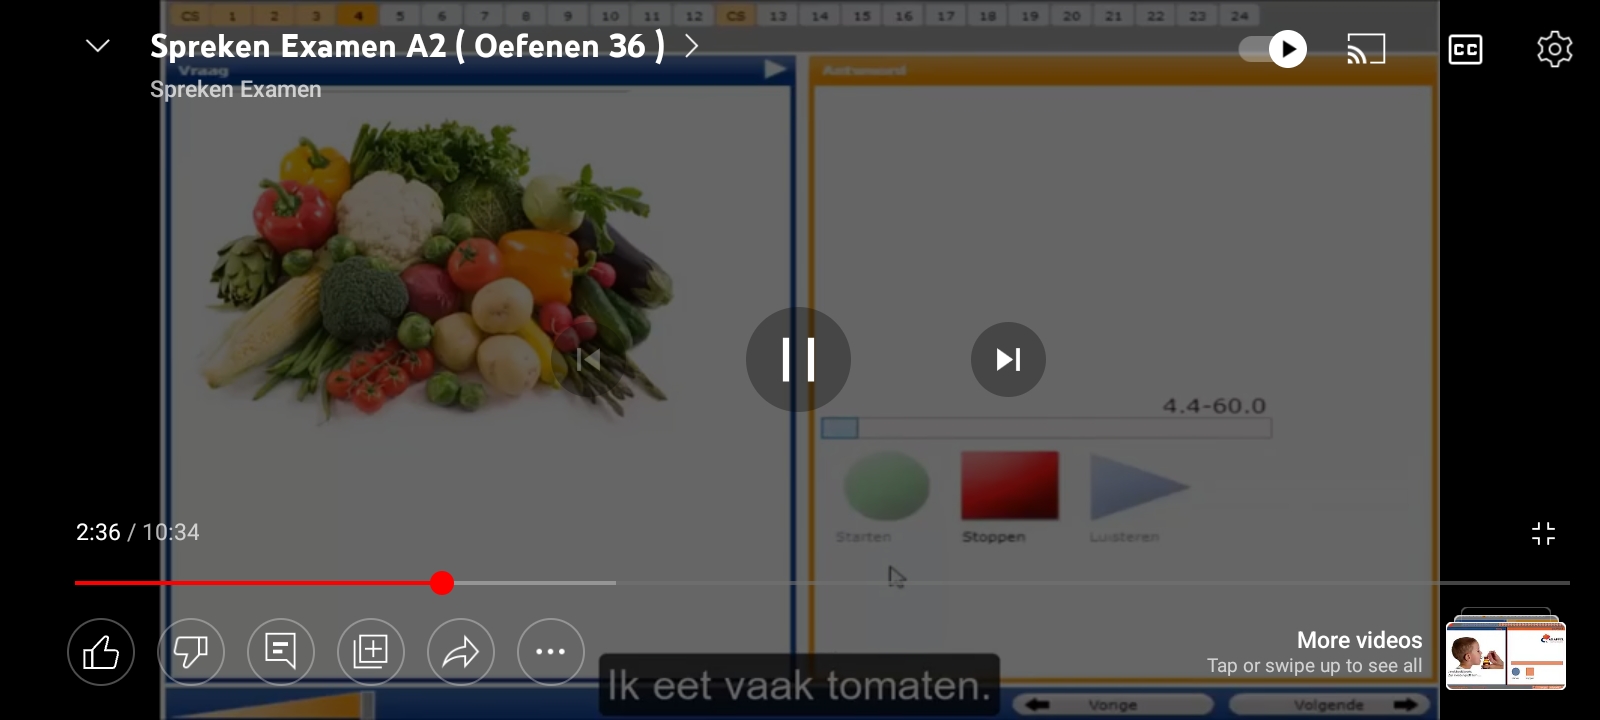 CS 1 2 3 4 5 6 7 8 9 10 11 12 CS 13 14 15 16 17 18 19 20 21 22 23 24
Spreken Examen A2 ( Oefenen 36 )
Vraag
Antwoord
Spreken Examen
CC
4.4-60.0
Starten
Stoppen
Luisteren
2:36 / 10:34
More videos
Tap or swipe up to see all
Ik eet vaak tomaten.
Vorige
Volgende